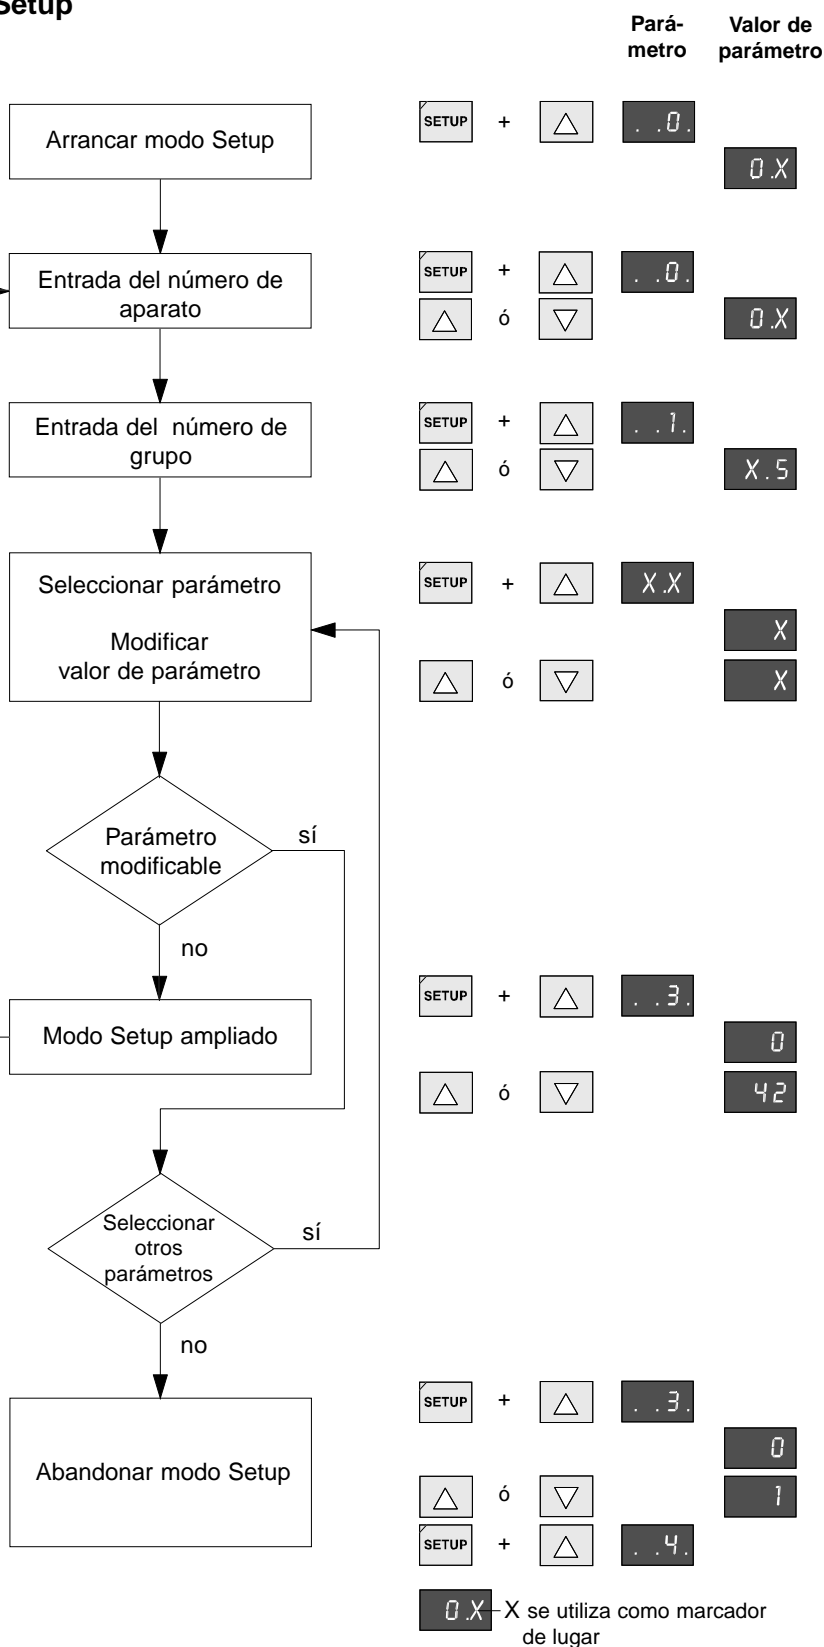 Setup
Pará-
metro
Valor de
parámetro
Arrancar modo Setup
SETUP + . .0.
0.X
Entrada del número de
aparato
SETUP + . .0.
ó 0.X
Entrada del número de
grupo
SETUP + . .1.
ó X.5
Seleccionar parámetro
Modificar
valor de parámetro
SETUP + X.X
X
ó X
Parámetro
modificable
sí
no
Modo Setup ampliado
SETUP + . .3.
0
ó 42
Seleccionar
otros
parámetros
sí
no
Abandonar modo Setup
SETUP + . .3.
0
ó 1
SETUP + . .4.
0.X X se utiliza como marcador
de lugar